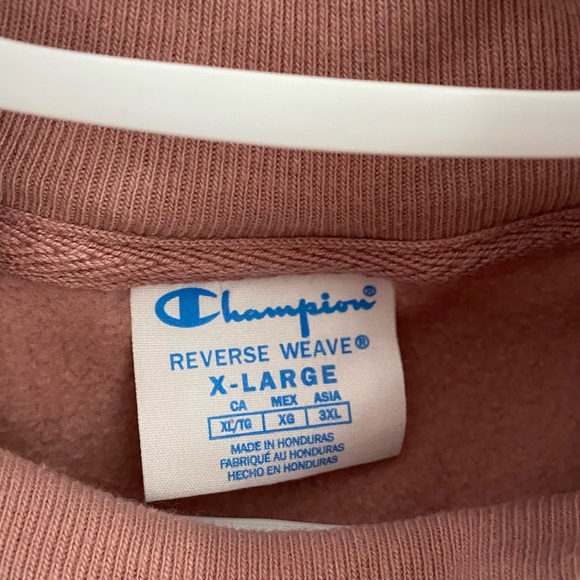 Champion®
REVERSE WEAVE®
X-LARGE
CA MEX ASIA
XL/TG XG 3XL
MADE IN HONDURAS
FABRIQUÉ AU HONDURAS
HECHO EN HONDURAS